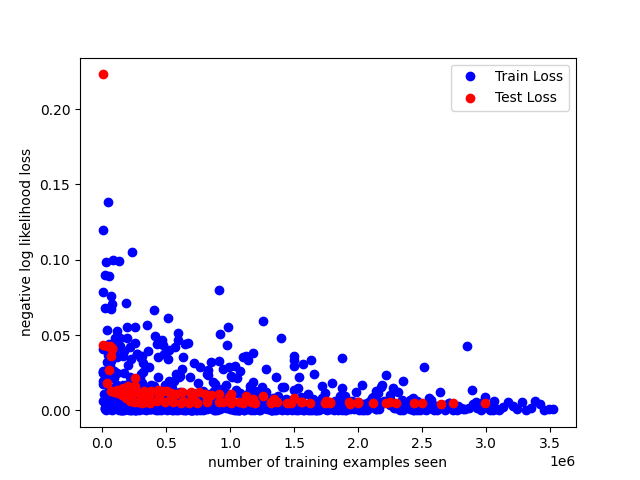 Train Loss
Test Loss
0.20
0.15
0.10
0.05
0.00
negative log likelihood loss
0.0 0.5 1.0 1.5 2.0 2.5 3.0 3.5
1e6
number of training examples seen